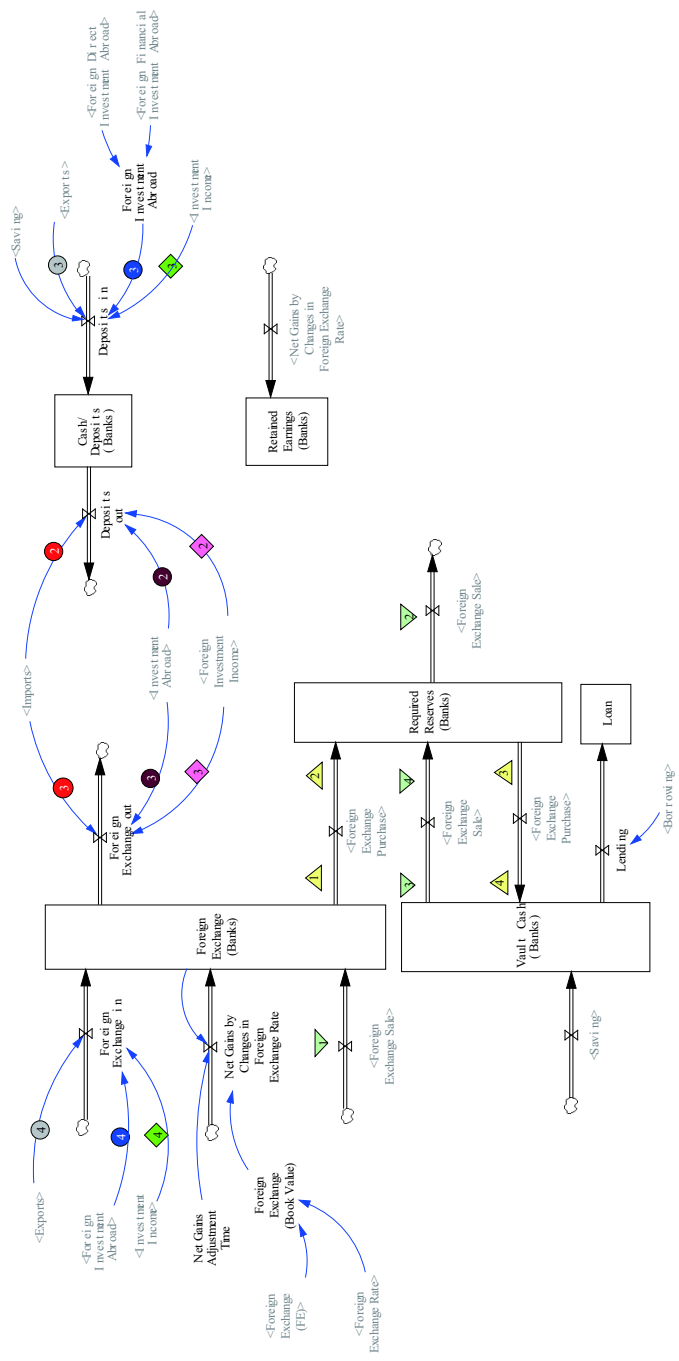 <Exports>
4
<Foreign
Investment
Abroad>
4
<Investment
Income>
4
Foreign
Exchange in
Net Gains
Adjustment
Time
Net Gains by
Changes in
Foreign
Exchange Rate
Foreign
Exchange
(Book Value)
<Foreign
Exchange
(FE)>
<Foreign
Exchange Rate>
1
<Foreign
Exchange Sale>
Foreign
Exchange
(Banks)
Foreign
Exchange out
<Imports>
3
2
<Investment
Abroad>
3
2
<Foreign
Investment
Income>
3
2
Deposits
out
Cash/
Deposits
(Banks)
Deposits in
<Saving>
<Exports>
3
Foreign
Investment
Abroad
3
<Foreign Direct
Investment Abroad>
<Foreign Financial
Investment Abroad>
<Investment
Income>
3
Retained
Earnings
(Banks)
<Net Gains by
Changes in
Foreign Exchange
Rate>
1
2
<Foreign
Exchange
Purchase>
3
4
<Foreign
Exchange
Sale>
4
3
<Foreign
Exchange
Purchase>
Required
Reserves
(Banks)
2
<Foreign
Exchange Sale>
<Saving>
Vault Cash
(Banks)
Lending
<Borrowing>
Loan